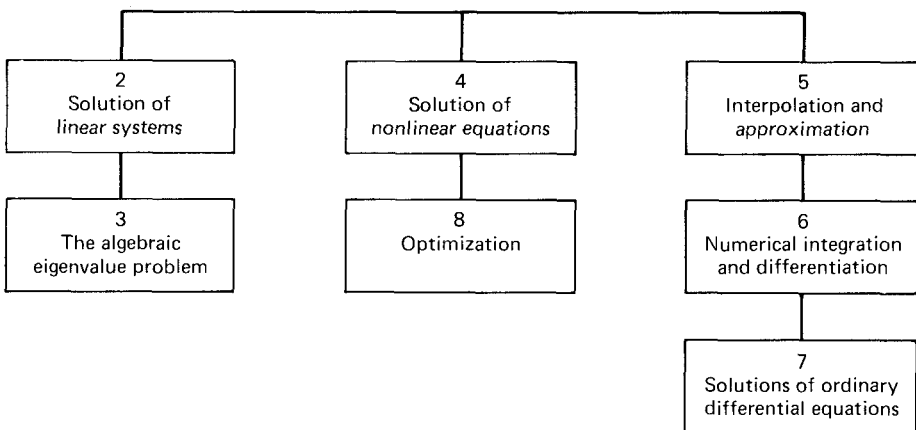 2
Solution of
linear systems
4
Solution of
nonlinear equations
5
Interpolation and
approximation
3
The algebraic
eigenvalue problem
8
Optimization
6
Numerical integration
and differentiation
7
Solutions of ordinary
differential equations